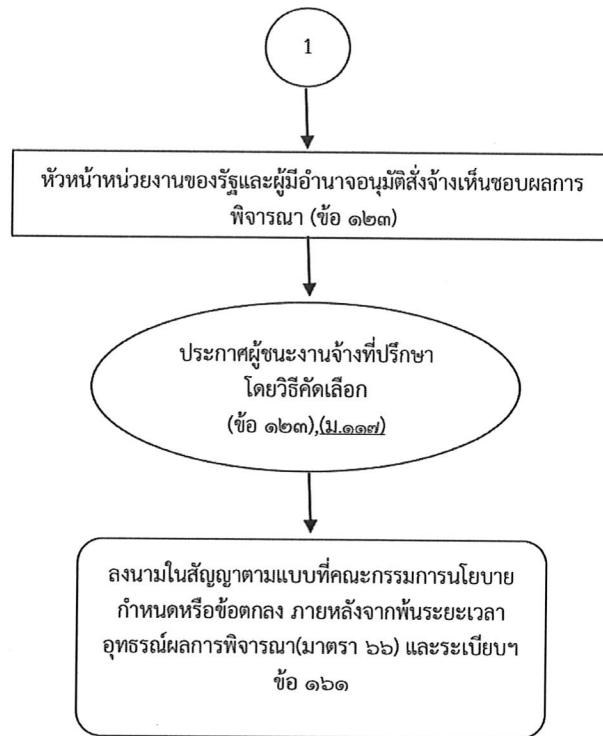 1
หัวหน้าหน่วยงานของรัฐและผู้มีอำนาจอนุมัติสั่งจ้างเห็นชอบผลการ
พิจารณา (ข้อ ๑๒๓)
ประกาศผู้ชนะงานจ้างที่ปรึกษา
โดยวิธีคัดเลือก
(ข้อ ๑๒๓),(ม.๑๑๗)
ลงนามในสัญญาตามแบบที่คณะกรรมการนโยบาย
กำหนดหรือข้อตกลง ภายหลังจากพ้นระยะเวลา
อุทธรณ์ผลการพิจารณา(มาตรา ๖๖) และระเบียบฯ
ข้อ ๑๖๑